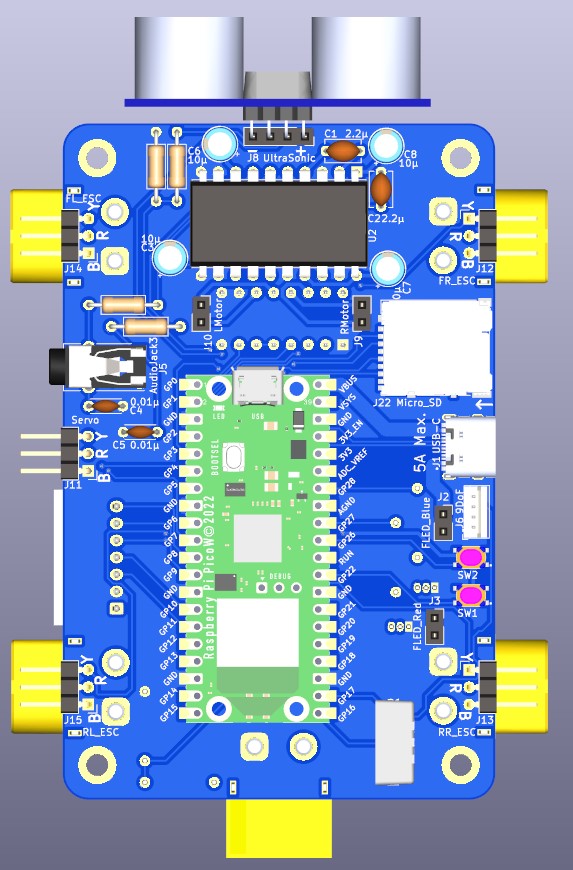 C1 2.2µ
C6
10µ
J8 UltraSonic
+
C8
10µ
FL_ESC
C2 2.2µ
U2
Y
R
B
J14
10µ
Y
R
B
J12
FR_ESC
C7
LMotor
J10
RMotor
J9
AudioJack3
J5
J22 Micro_SD
0.01µ
C4
Servo
C5 0.01µ
Y
R
B
J11
5A Max.
J1 USB-C
←
J2
FLED_Blue
SW2
SW1
J3
FLED_Red
LED
USB
BOOTSEL
DEBUG
Raspberry Pi PicoW©2022
GP0
GP1
GND
GP2
GP3
GP4
GP5
GND
GP6
GP7
GP8
GP9
GND
GP10
GP11
GP12
GP13
GND
GP14
GP15
VBUS
VSYS
GND
3V3_EN
3V3
ADC_VREF
GP28
AGND
GP27
GP26
RUN
GP22
GND
GP21
GP20
GP19
GP18
GND
GP17
GP16
Y
R
B
J15
RL_ESC
Y
R
B
J13
RR_ESC